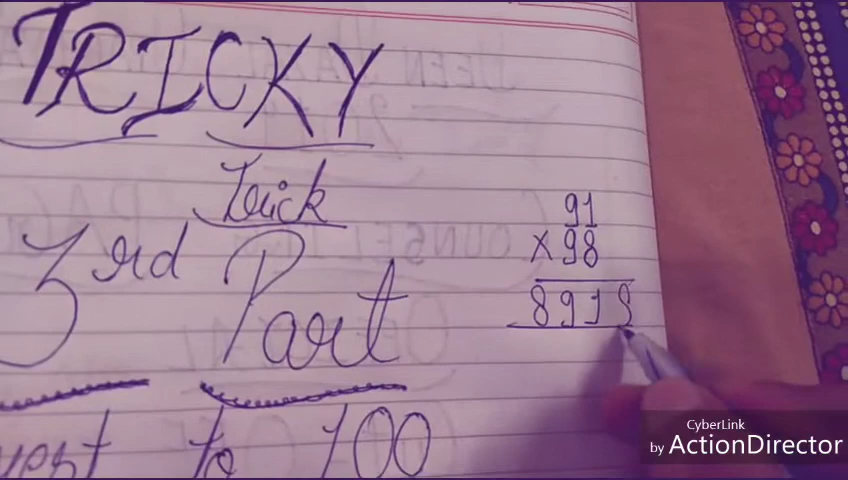 TRICKY
Trick
3rd Part
to 100
91
×98
8918
CyberLink
by ActionDirector